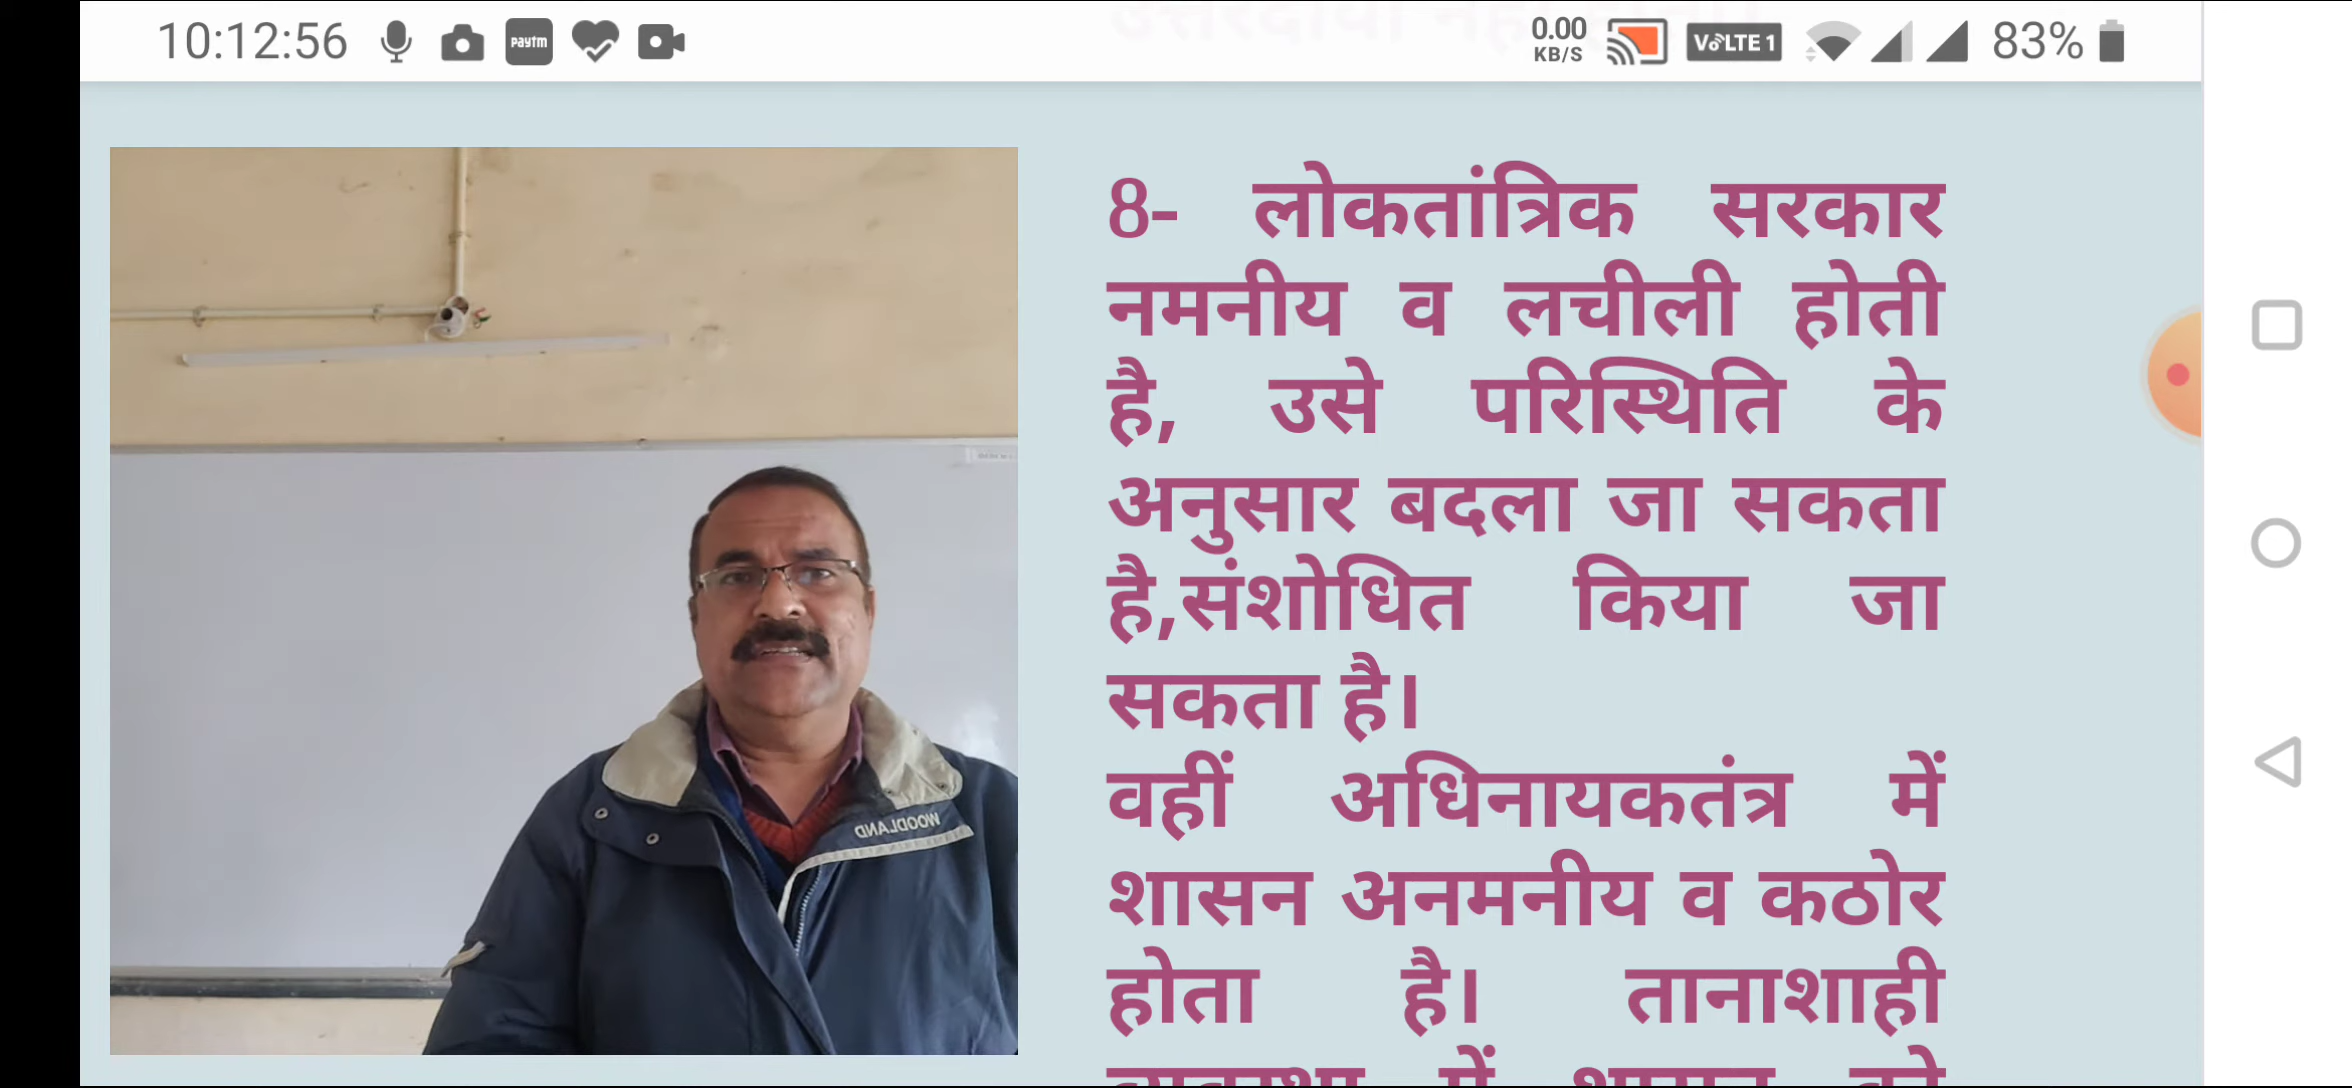 10:12:56 paytm 0.00 KB/S VoLTE 1 83%
8- लोकतांत्रिक सरकार
नमनीय व लचीली होती
है, उसे परिस्थिति के
अनुसार बदला जा सकता
है,संशोधित किया जा
सकता है।
वहीं अधिनायकतंत्र में
शासन अनमनीय व कठोर
होता है। तानाशाही
WOODLAND